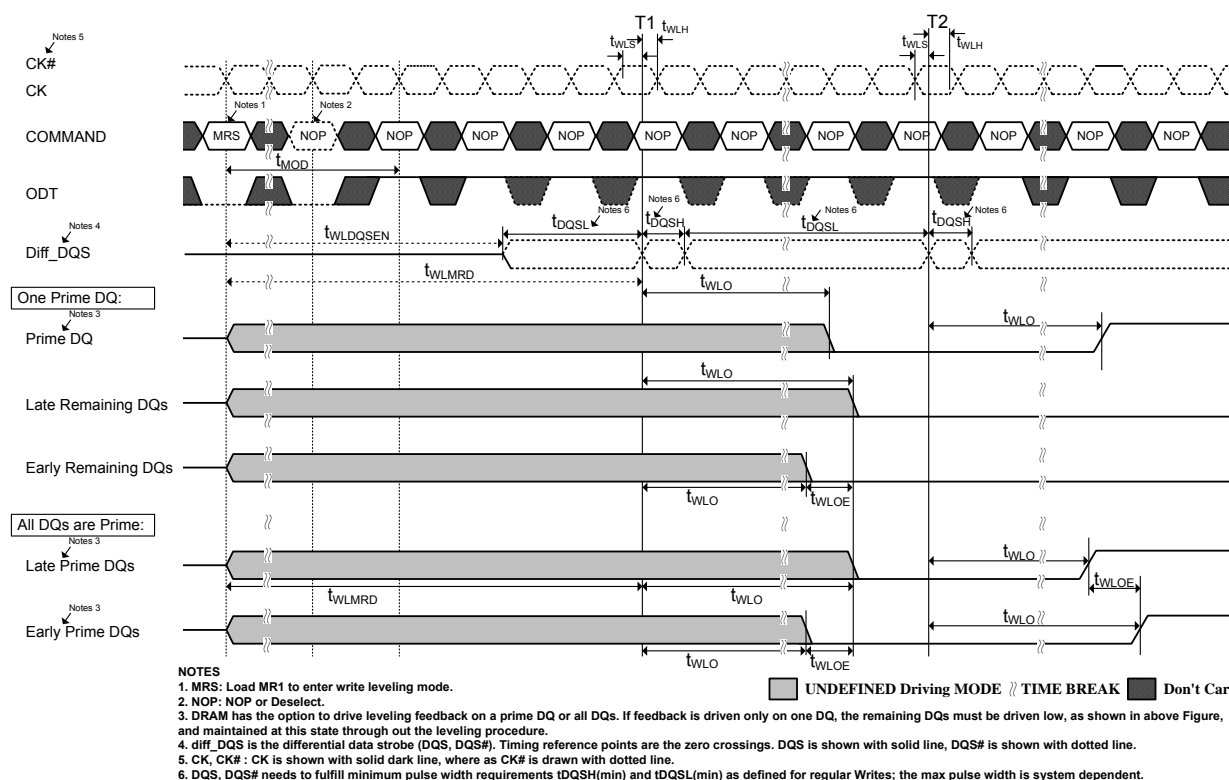 T1
T2
tWLS
tWLH
tWLS
tWLH
Notes 5
CK#
CK
Notes 1
Notes 2
COMMAND
MRS
NOP
NOP
NOP
NOP
NOP
NOP
NOP
NOP
NOP
NOP
NOP
tMOD
ODT
Notes 6
Notes 6
Notes 6
Notes 6
tDQSL
tDQSH
tDQSL
tDQSH
Notes 4
Diff_DQS
tWLDQSEN
tWLMRD
tWLO
One Prime DQ:
Notes 3
Prime DQ
tWLO
tWLO
Late Remaining DQs
Early Remaining DQs
tWLO
tWLOE
All DQs are Prime:
Notes 3
Late Prime DQs
tWLO
tWLMRD
tWLO
tWLOE
Notes 3
Early Prime DQs
tWLO
tWLO
tWLOE
NOTES
1. MRS: Load MR1 to enter write leveling mode.
2. NOP: NOP or Deselect.
UNDEFINED Driving MODE
TIME BREAK
Don't Car
3. DRAM has the option to drive leveling feedback on a prime DQ or all DQs. If feedback is driven only on one DQ, the remaining DQs must be driven low, as shown in above Figure,
and maintained at this state through out the leveling procedure.
4. diff_DQS is the differential data strobe (DQS, DQS#). Timing reference points are the zero crossings. DQS is shown with solid line, DQS# is shown with dotted line.
5. CK, CK# : CK is shown with solid dark line, where as CK# is drawn with dotted line.
6. DQS, DQS# needs to fulfill minimum pulse width requirements tDQSH(min) and tDQSL(min) as defined for regular Writes; the max pulse width is system dependent.